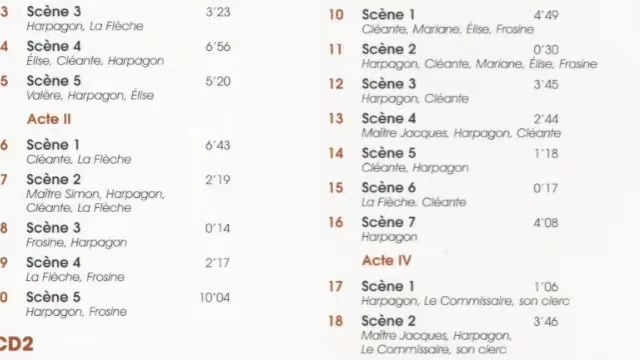 3 Scène 3 3'23
Harpagon, La Flèche
4 Scène 4 6'56
Élise, Cléante, Harpagon
5 Scène 5 5'20
Valère, Harpagon, Élise
Acte II
6 Scène 1 6'43
Cléante, La Flèche
7 Scène 2 2'19
Maître Simon, Harpagon,
Cléante, La Flèche
8 Scène 3 0'14
Frosine, Harpagon
9 Scène 4 2'17
La Flèche, Frosine
0 Scène 5 10'04
Harpagon, Frosine
CD2
10 Scène 1 4'49
Cléante, Mariane, Élise, Frosine
11 Scène 2 0'30
Harpagon, Cléante, Mariane, Élise, Frosine
12 Scène 3 3'45
Harpagon, Cléante
13 Scène 4 2'44
Maître Jacques, Harpagon, Cléante
14 Scène 5 1'18
Cléante, Harpagon
15 Scène 6 0'17
La Flèche, Cléante
16 Scène 7 4'08
Harpagon
Acte IV
17 Scène 1 1'06
Harpagon, Le Commissaire, son clerc
18 Scène 2 3'46
Maître Jacques, Harpagon,
Le Commissaire, son clerc